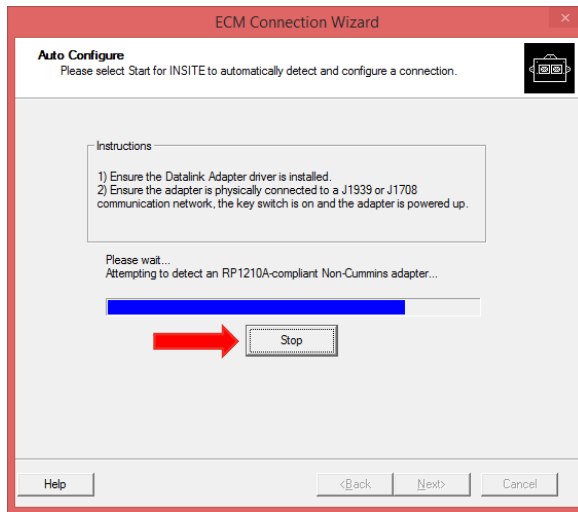 ECM Connection Wizard
Auto Configure
Please select Start for INSITE to automatically detect and configure a connection.
Instructions
1) Ensure the Datalink Adapter driver is installed.
2) Ensure the adapter is physically connected to a J1939 or J1708
communication network, the key switch is on and the adapter is powered up.
Please wait...
Attempting to detect an RP1210A-compliant Non-Cummins adapter...
Stop
Help
<Back
Next>
Cancel